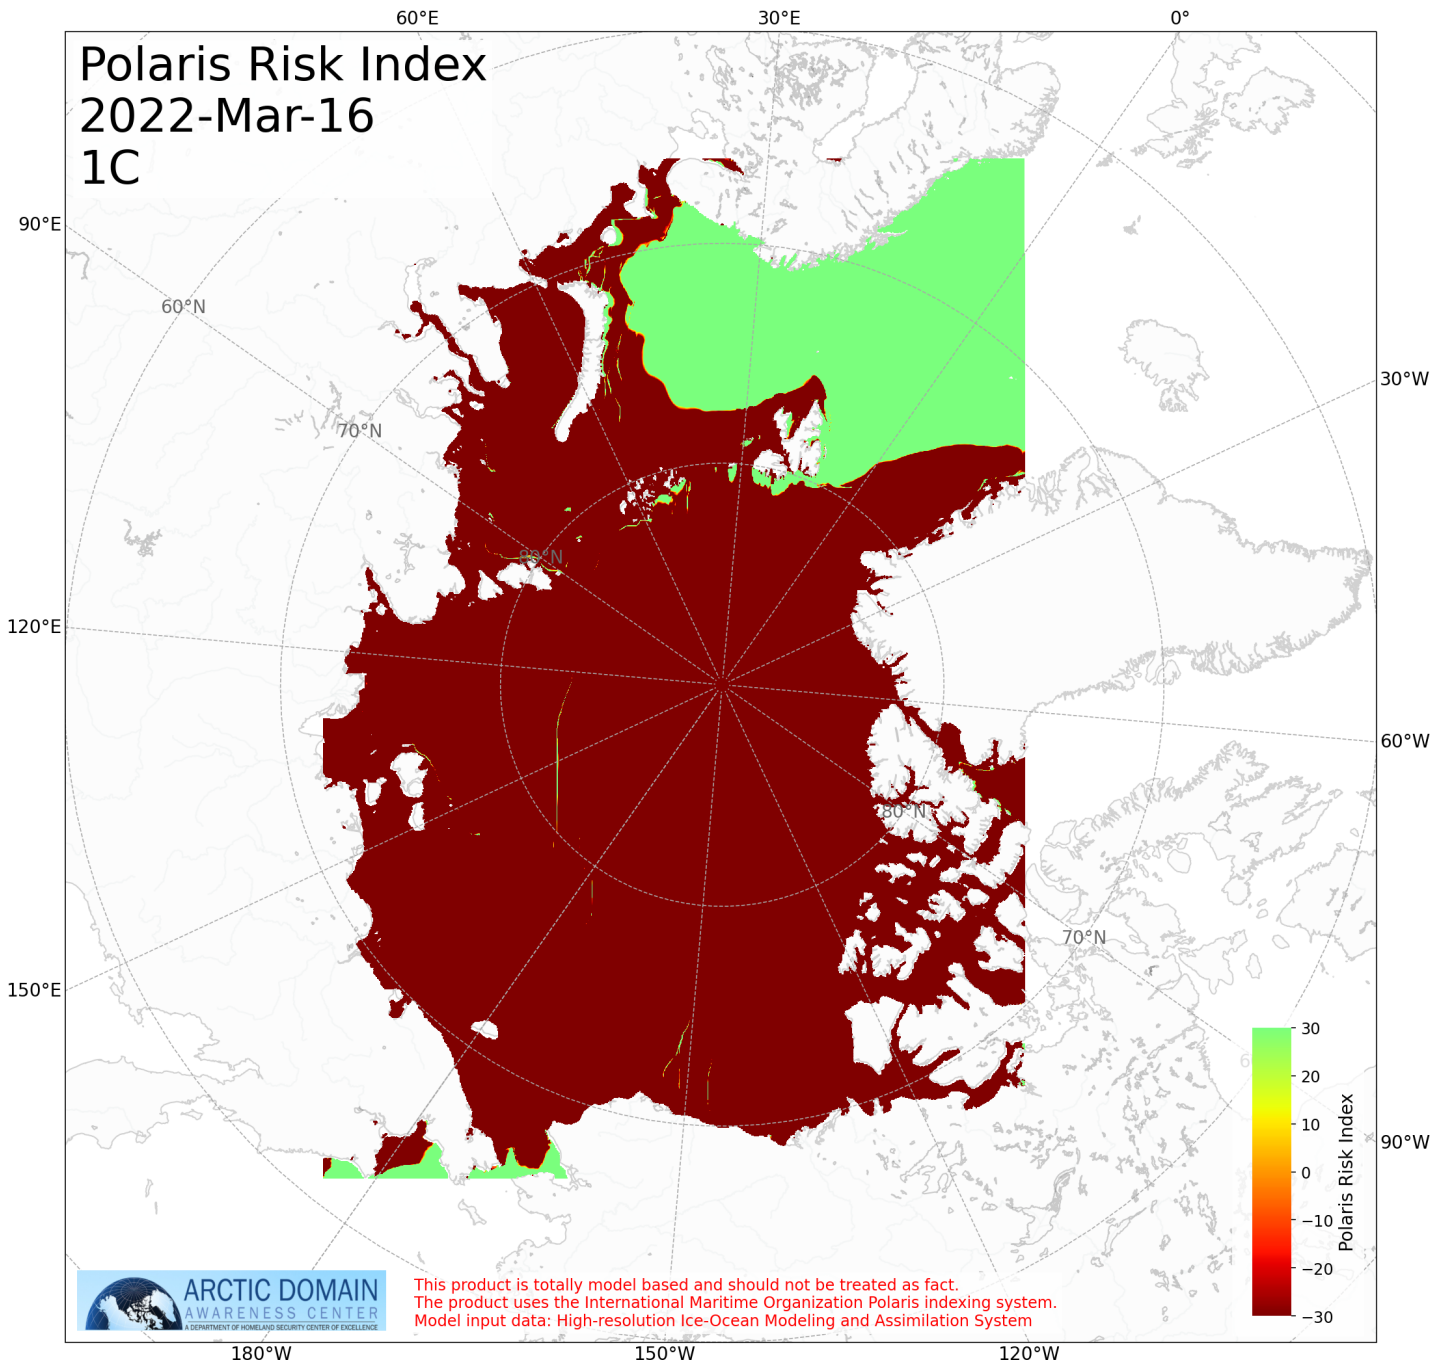 60°E 30°E 0°
Polaris Risk Index
2022-Mar-16
1C
90°E
60°N
30°W
70°N
80°N
120°E
60°W
80°N
70°N
150°E
30
20
10
0
−10
−20
−30
Polaris Risk Index
90°W
ARCTIC DOMAIN
AWARENESS CENTER
A DEPARTMENT OF HOMELAND SECURITY CENTER OF EXCELLENCE
This product is totally model based and should not be treated as fact.
The product uses the International Maritime Organization Polaris indexing system.
Model input data: High-resolution Ice-Ocean Modeling and Assimilation System
180°W 150°W 120°W